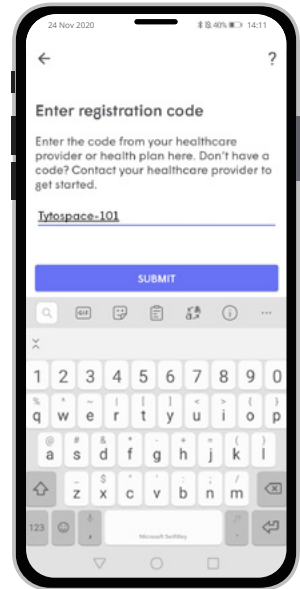 24 Nov 2020 40% 14:11
?
Enter registration code
Enter the code from your healthcare
provider or health plan here. Don't have a
code? Contact your healthcare provider to
get started.
Tytospace-101
SUBMIT
GIF
1 2 3 4 5 6 7 8 9 0
q w e r t y u i o p
a s d f g h j k l
z x c v b n m
123 , Microsoft SwiftKey .